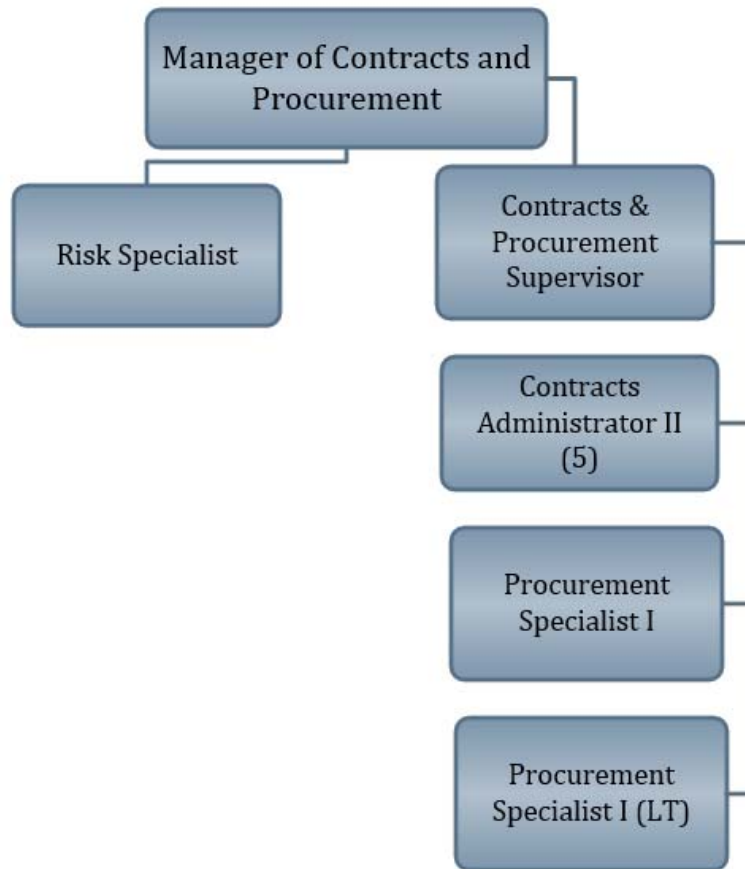 Manager of Contracts and
Procurement
Risk Specialist
Contracts &
Procurement
Supervisor
Contracts
Administrator II
(5)
Procurement
Specialist I
Procurement
Specialist I (LT)